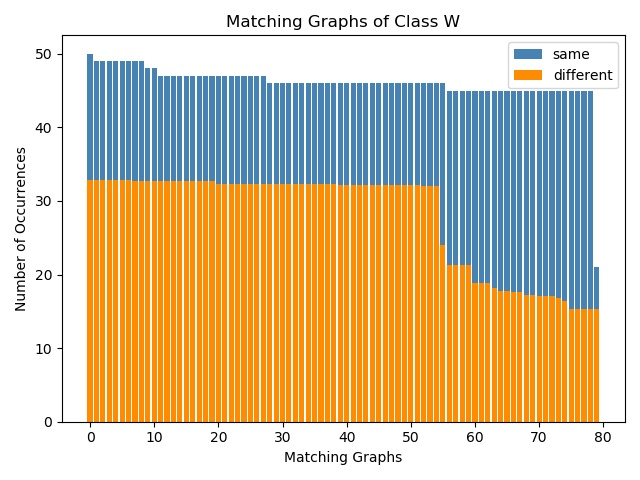 Matching Graphs of Class W
same
different
Number of Occurrences
50
40
30
20
10
0
0 10 20 30 40 50 60 70 80
Matching Graphs